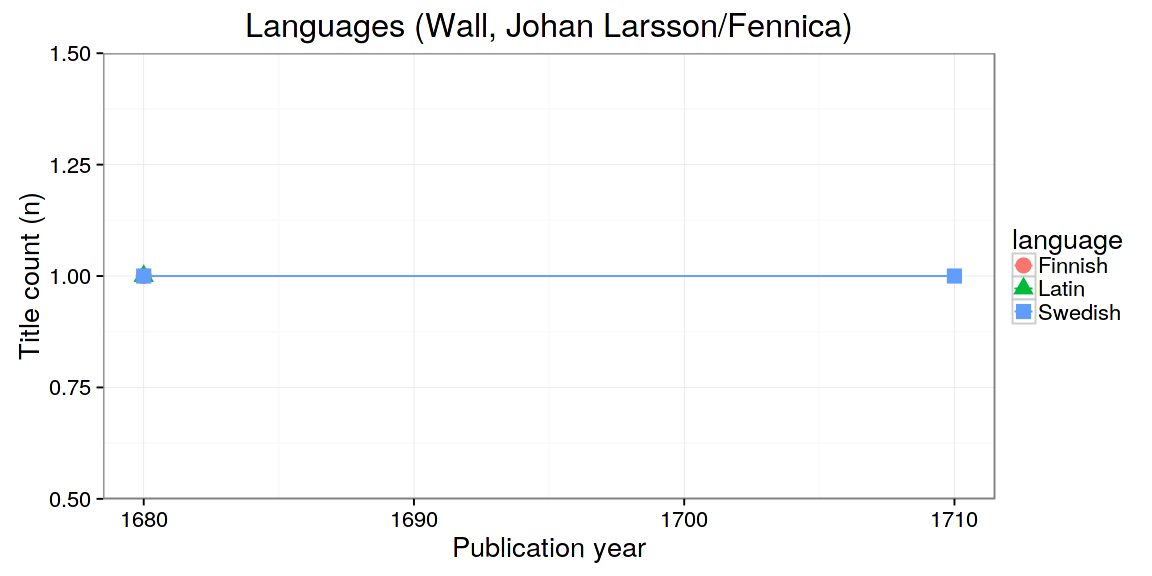 Languages (Wall, Johan Larsson/Fennica)
1.50
1.25
1.00
0.75
0.50
Title count (n)
1680 1690 1700 1710
Publication year
language
Finnish
Latin
Swedish